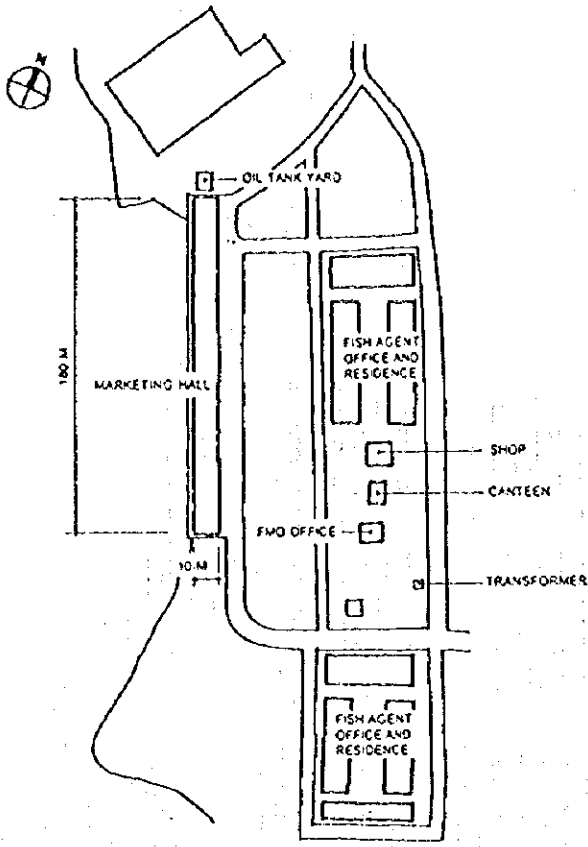 N
OIL TANK YARD
180 M
MARKETING HALL
FISH AGENT
OFFICE AND
RESIDENCE
SHOP
CANTEEN
FMO OFFICE
10 M
TRANSFORMER
FISH AGENT
OFFICE AND
RESIDENCE